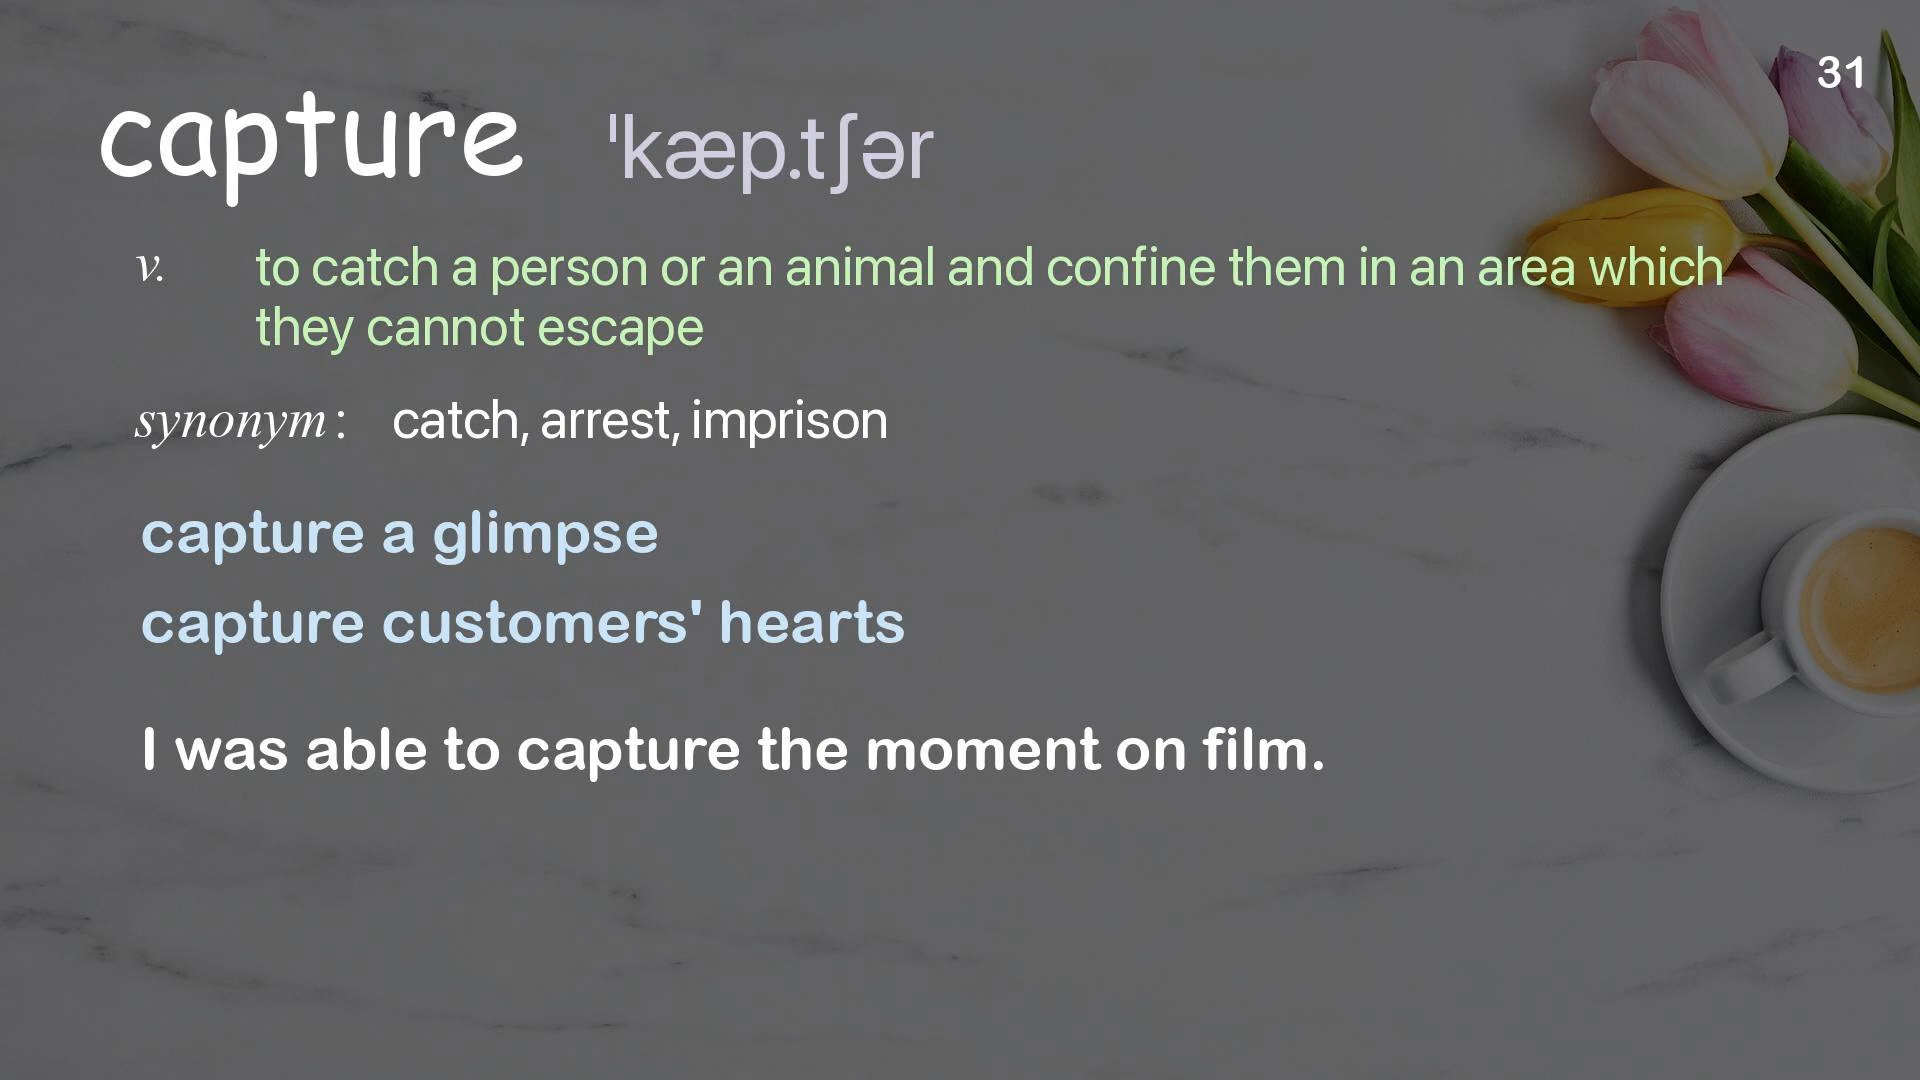 31
capture ˈkæp.tʃər
v. to catch a person or an animal and confine them in an area which
they cannot escape
synonym: catch, arrest, imprison
capture a glimpse
capture customers' hearts
I was able to capture the moment on film.